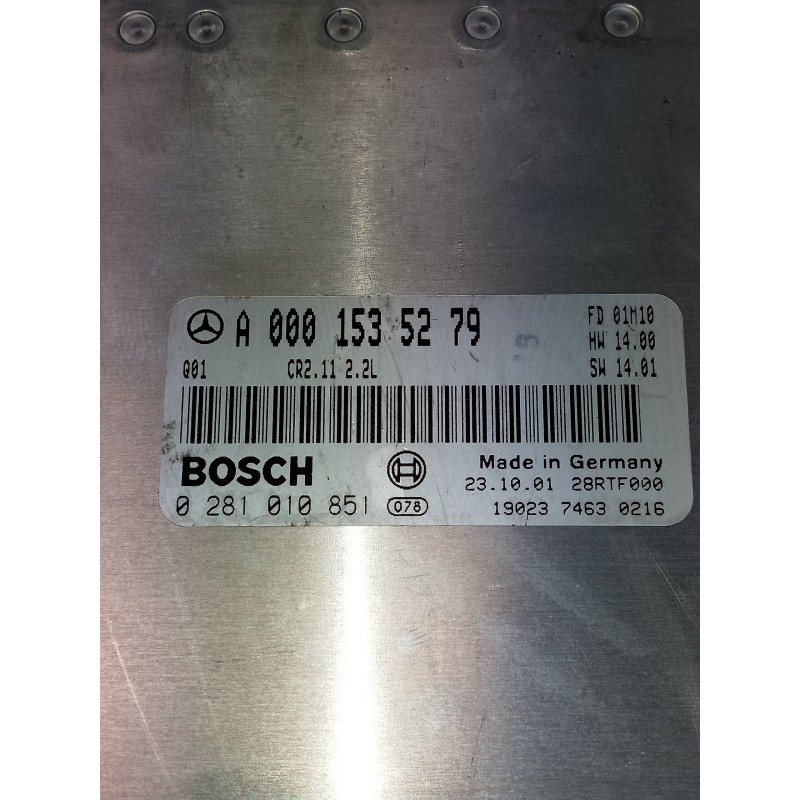 A 000 153 52 79
FD 01M10
HW 14.00
Q01 CR2.11 2.2L
SW 14.01
BOSCH
Made in Germany
23.10.01 28RTF000
0 281 010 851 078
19023 7463 0216